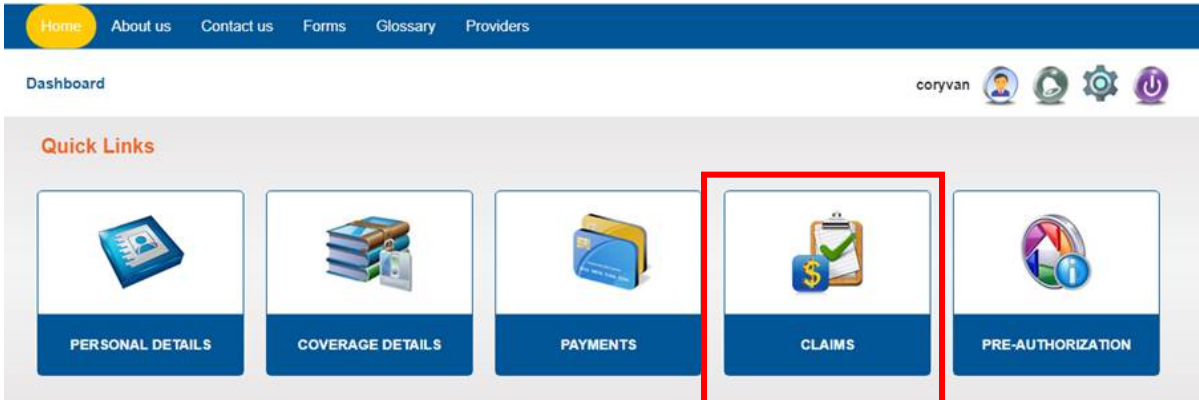 Home About us Contact us Forms Glossary Providers
Dashboard coryvan
Quick Links
PERSONAL DETAILS COVERAGE DETAILS PAYMENTS CLAIMS PRE-AUTHORIZATION